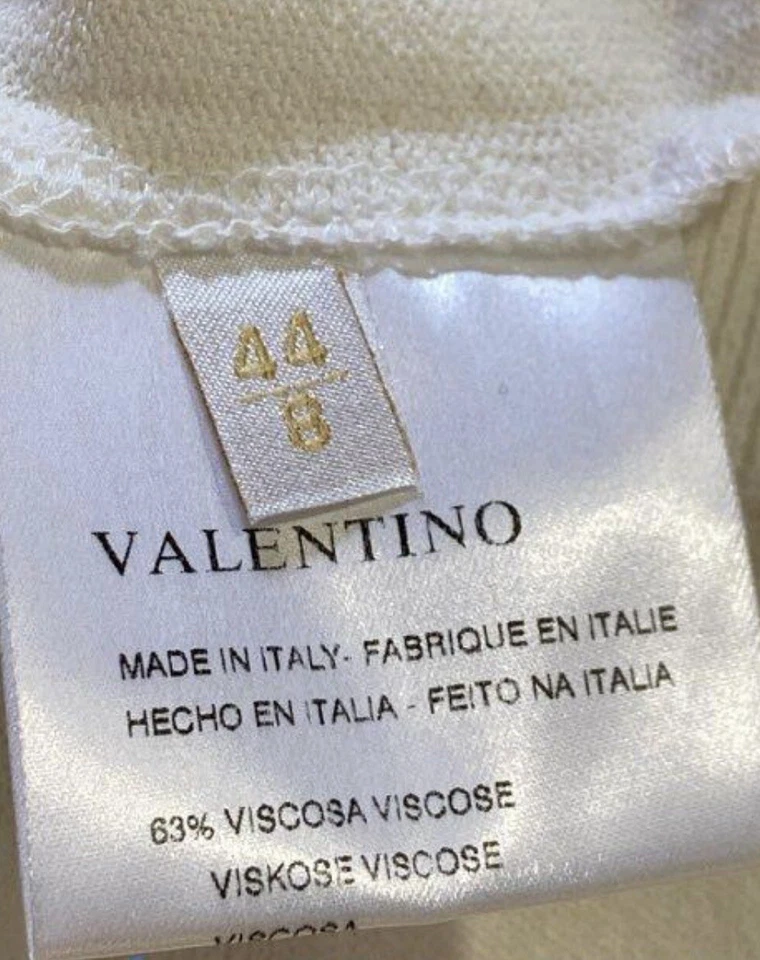 44
8
VALENTINO
MADE IN ITALY- FABRIQUE EN ITALIE
HECHO EN ITALIA - FEITO NA ITALIA
63% VISCOSA VISCOSE
VISKOSE VISCOSE
VISCOSA